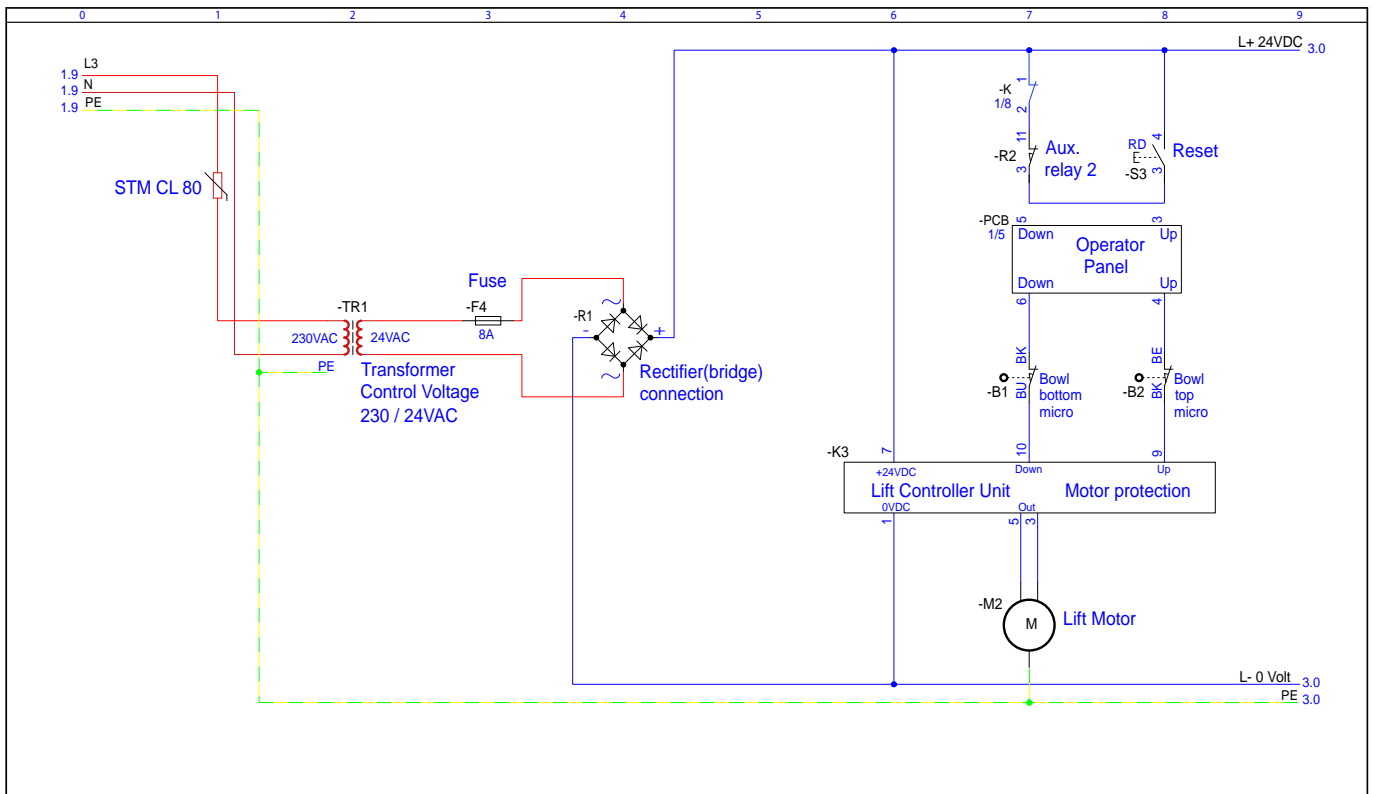 0 1 2 3 4 5 6 7 8 9
L+ 24VDC 3.0
L3
1.9 N
1.9 PE
1.9
-K
1/8
1
2
11
-R2
3
Aux.
relay 2
RD
-S3
4
3
Reset
STM CL 80
-PCB
1/5
5
3
Down
Up
Operator
Panel
Down
Up
6
4
Fuse
-TR1
-F4
8A
230VAC
24VAC
PE
-R1
-
+
Transformer
Control Voltage
230 / 24VAC
Rectifier(bridge)
connection
BK
-B1
BU
Bowl
bottom
micro
BE
-B2
BK
Bowl
top
micro
-K3
7
10
9
+24VDC
Down
Up
Lift Controller Unit
Motor protection
0VDC
Out
1
5
3
-M2
M
Lift Motor
L- 0 Volt 3.0
PE 3.0